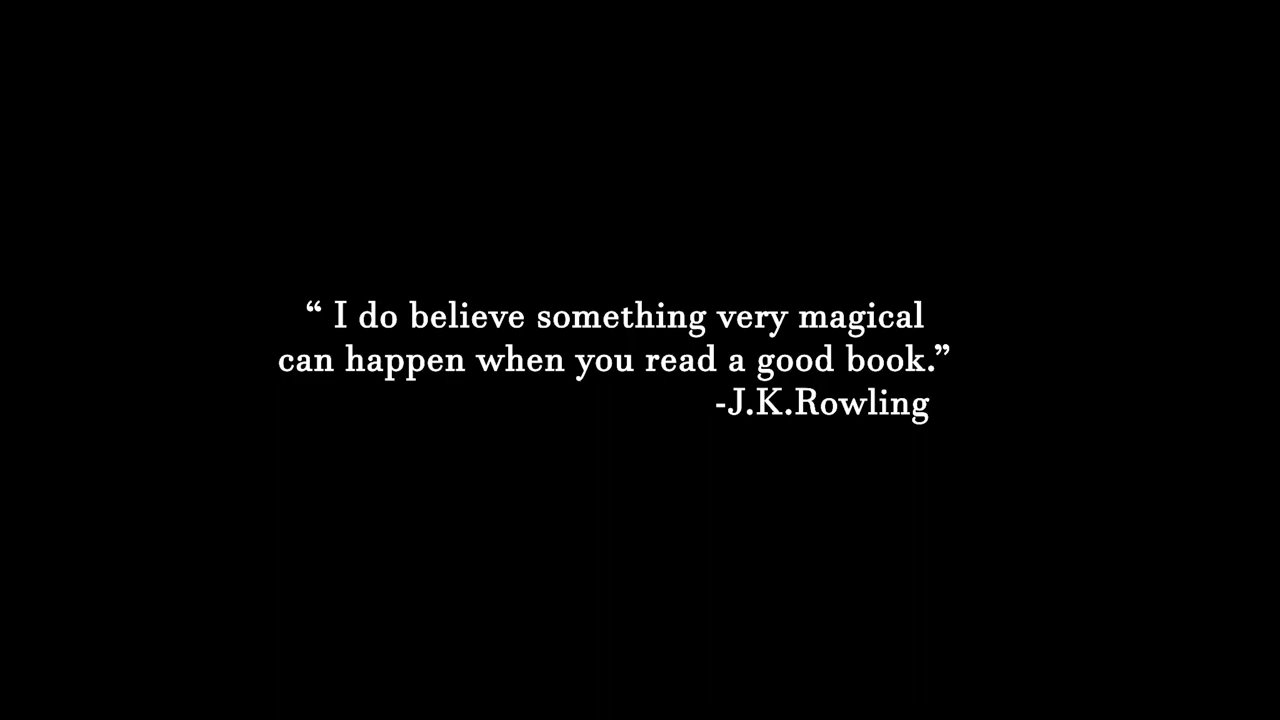 “ I do believe something very magical
can happen when you read a good book.”
-J.K.Rowling